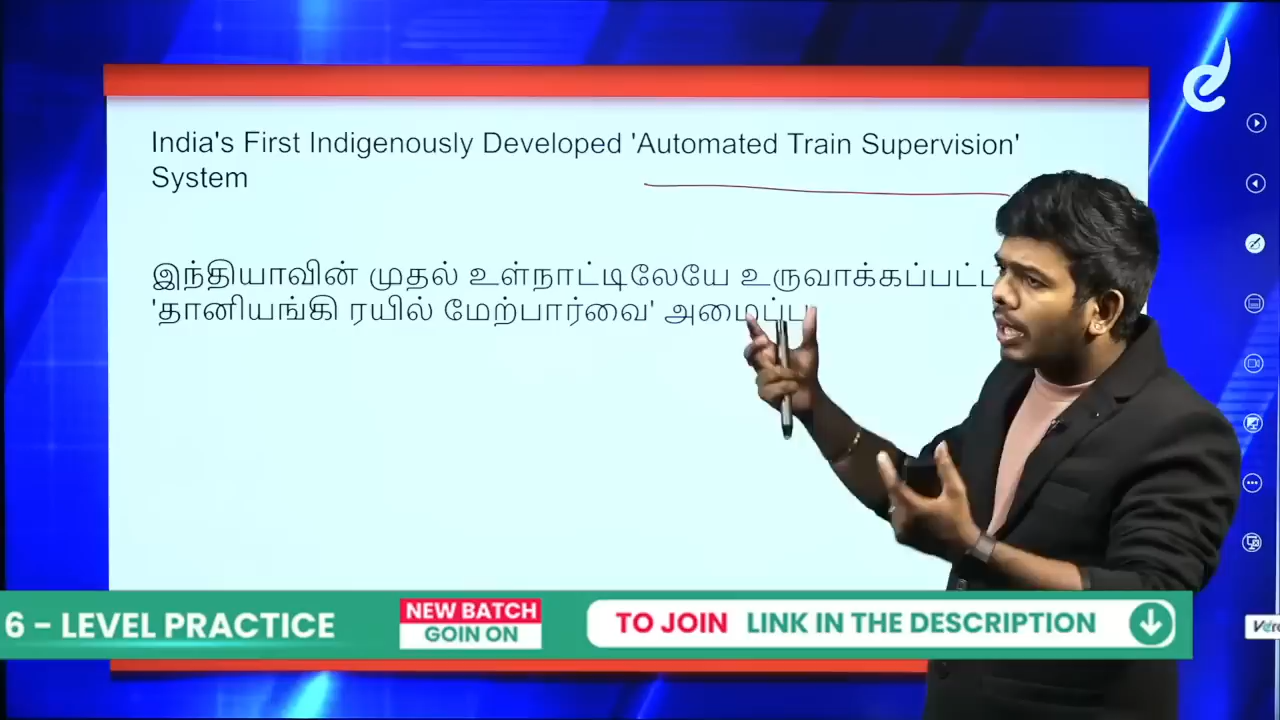 India's First Indigenously Developed 'Automated Train Supervision'
System
இந்தியாவின் முதல் உள்நாட்டிலேயே
'தானியங்கி ரயில் மேற்பார்வை'
6 - LEVEL PRACTICE
NEW BATCH
GOIN ON
TO JOIN LINK IN THE DESCRIPTION